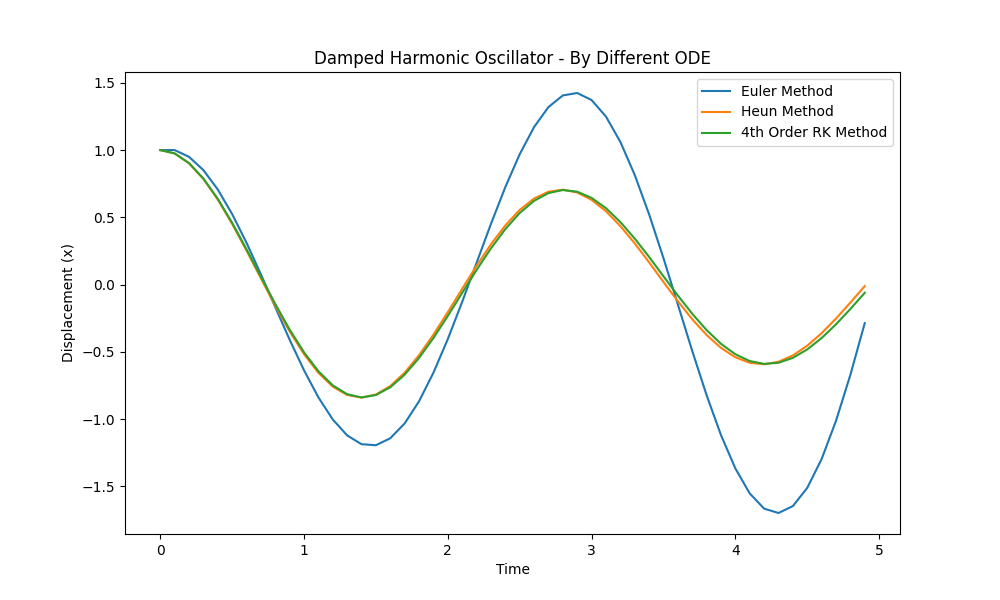 Damped Harmonic Oscillator - By Different ODE
Euler Method
Heun Method
4th Order RK Method
1.5
1.0
0.5
0.0
−0.5
−1.0
−1.5
Displacement (x)
0 1 2 3 4 5
Time